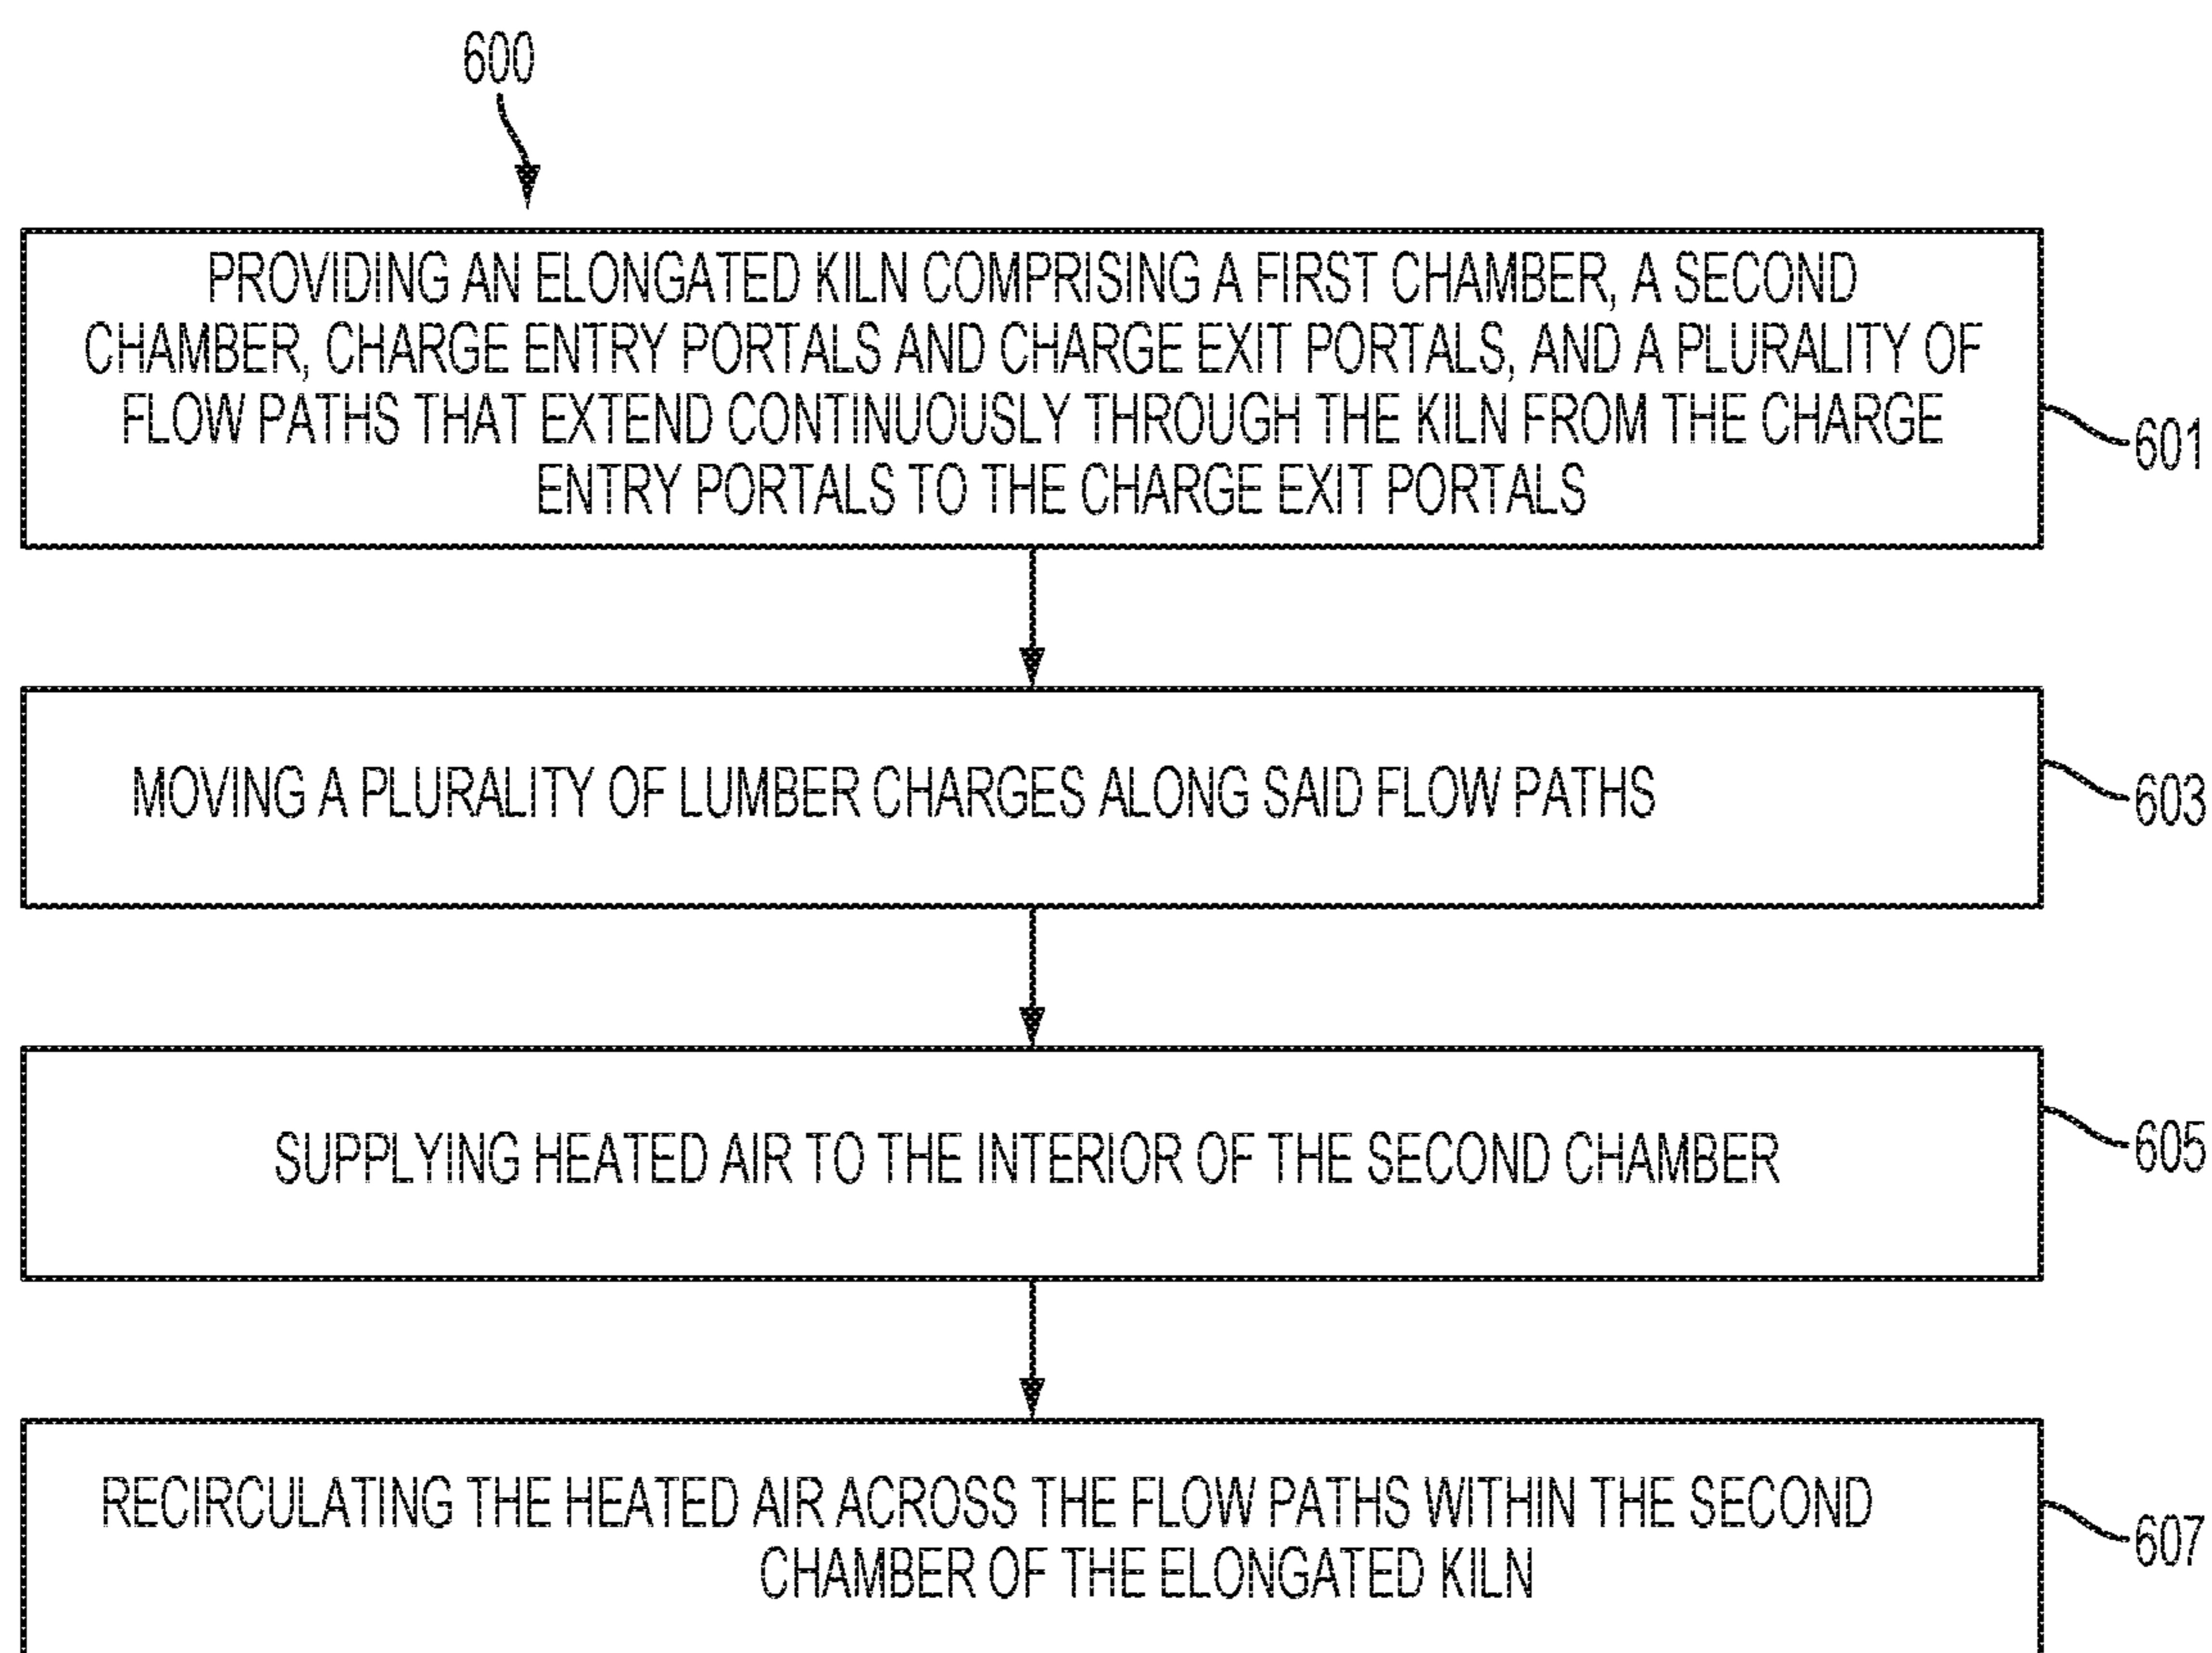 600
PROVIDING AN ELONGATED KILN COMPRISING A FIRST CHAMBER, A SECOND
CHAMBER, CHARGE ENTRY PORTALS AND CHARGE EXIT PORTALS, AND A PLURALITY OF
FLOW PATHS THAT EXTEND CONTINUOUSLY THROUGH THE KILN FROM THE CHARGE
ENTRY PORTALS TO THE CHARGE EXIT PORTALS
601
MOVING A PLURALITY OF LUMBER CHARGES ALONG SAID FLOW PATHS
603
SUPPLYING HEATED AIR TO THE INTERIOR OF THE SECOND CHAMBER
605
RECIRCULATING THE HEATED AIR ACROSS THE FLOW PATHS WITHIN THE SECOND
CHAMBER OF THE ELONGATED KILN
607